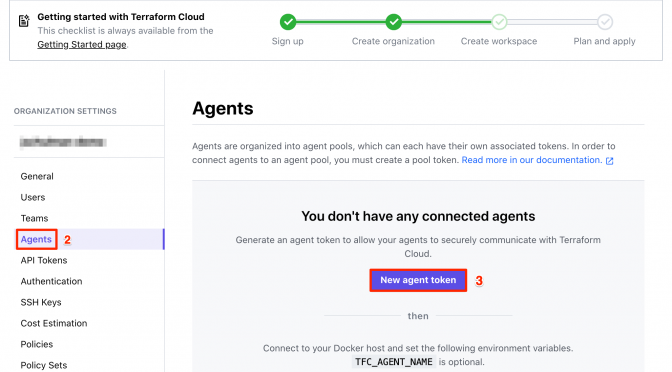 Getting started with Terraform Cloud
This checklist is always available from the
Getting Started page.
Sign up
Create organization
Create workspace
Plan and apply
ORGANIZATION SETTINGS
General
Users
Teams
Agents 2
API Tokens
Authentication
SSH Keys
Cost Estimation
Policies
Policy Sets
Agents
Agents are organized into agent pools, which can each have their own associated tokens. In order to
connect agents to an agent pool, you must create a pool token. Read more in our documentation.
You don't have any connected agents
Generate an agent token to allow your agents to securely communicate with Terraform
Cloud.
New agent token 3
then
Connect to your Docker host and set the following environment variables.
TFC_AGENT_NAME is optional.